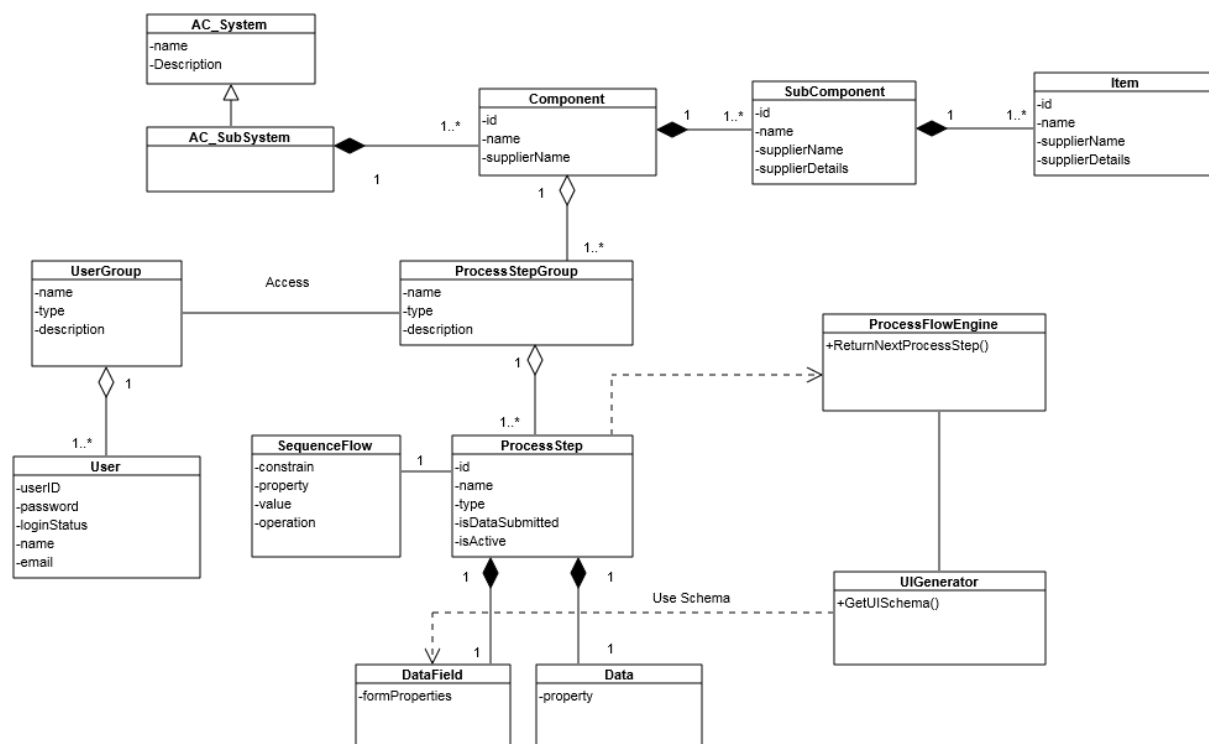 AC_System
-name
-Description
AC_SubSystem
1
1..*
Component
-id
-name
-supplierName
1
1..*
SubComponent
-id
-name
-supplierName
-supplierDetails
1
1..*
Item
-id
-name
-supplierName
-supplierDetails
1
1..*
UserGroup
-name
-type
-description
Access
ProcessStepGroup
-name
-type
-description
ProcessFlowEngine
+ReturnNextProcessStep()
1
1..*
1
1..*
User
-userID
-password
-loginStatus
-name
-email
SequenceFlow
-constrain
-property
-value
-operation
1
ProcessStep
-id
-name
-type
-isDataSubmitted
-isActive
1
1
Use Schema
UIGenerator
+GetUISchema()
1
1
DataField
-formProperties
Data
-property